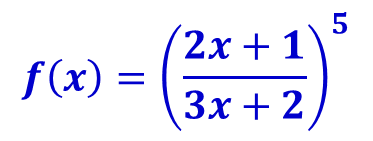 f(x) = ((2x + 1)/(3x + 2))^5